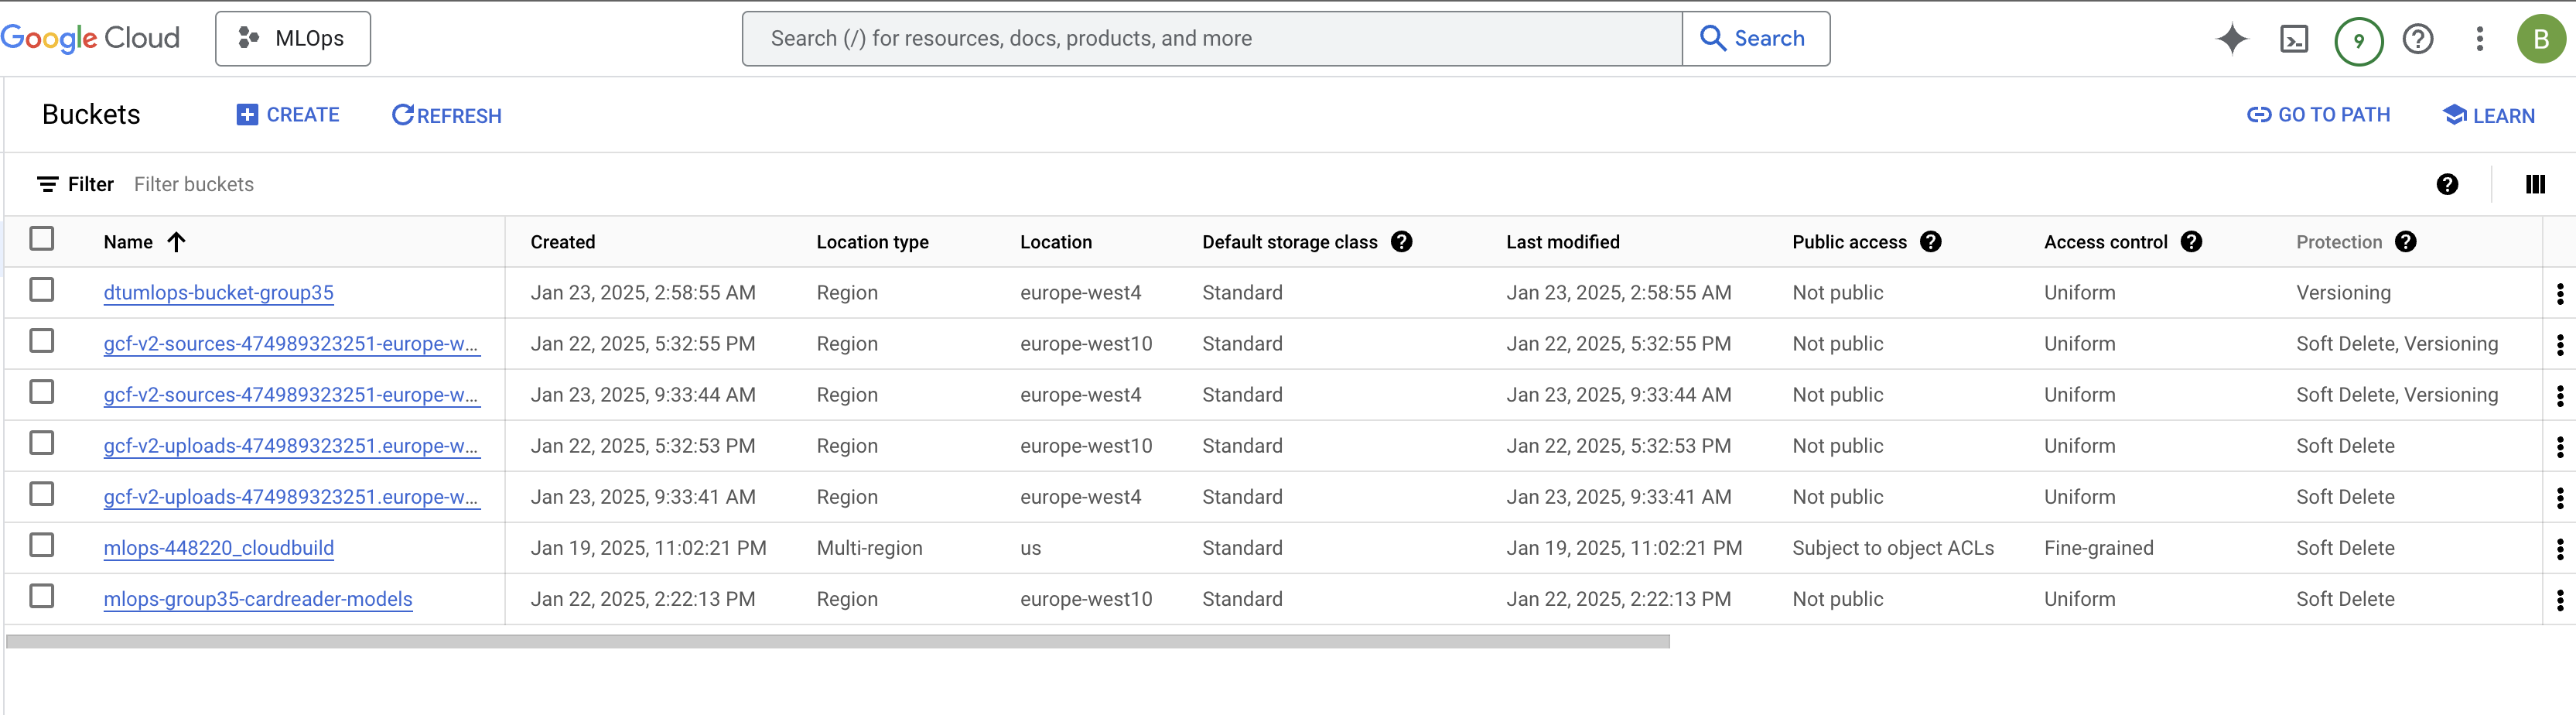 Google Cloud MLOps Search (/) for resources, docs, products, and more Search 9 B
Buckets CREATE REFRESH GO TO PATH LEARN
Filter Filter buckets
Name Created Location type Location Default storage class Last modified Public access Access control Protection
dtumlops-bucket-group35 Jan 23, 2025, 2:58:55 AM Region europe-west4 Standard Jan 23, 2025, 2:58:55 AM Not public Uniform Versioning
gcf-v2-sources-474989323251-europe-w... Jan 22, 2025, 5:32:55 PM Region europe-west10 Standard Jan 22, 2025, 5:32:55 PM Not public Uniform Soft Delete, Versioning
gcf-v2-sources-474989323251-europe-w... Jan 23, 2025, 9:33:44 AM Region europe-west4 Standard Jan 23, 2025, 9:33:44 AM Not public Uniform Soft Delete, Versioning
gcf-v2-uploads-474989323251.europe-w... Jan 22, 2025, 5:32:53 PM Region europe-west10 Standard Jan 22, 2025, 5:32:53 PM Not public Uniform Soft Delete
gcf-v2-uploads-474989323251.europe-w... Jan 23, 2025, 9:33:41 AM Region europe-west4 Standard Jan 23, 2025, 9:33:41 AM Not public Uniform Soft Delete
mlops-448220_cloudbuild Jan 19, 2025, 11:02:21 PM Multi-region us Standard Jan 19, 2025, 11:02:21 PM Subject to object ACLs Fine-grained Soft Delete
mlops-group35-cardreader-models Jan 22, 2025, 2:22:13 PM Region europe-west10 Standard Jan 22, 2025, 2:22:13 PM Not public Uniform Soft Delete